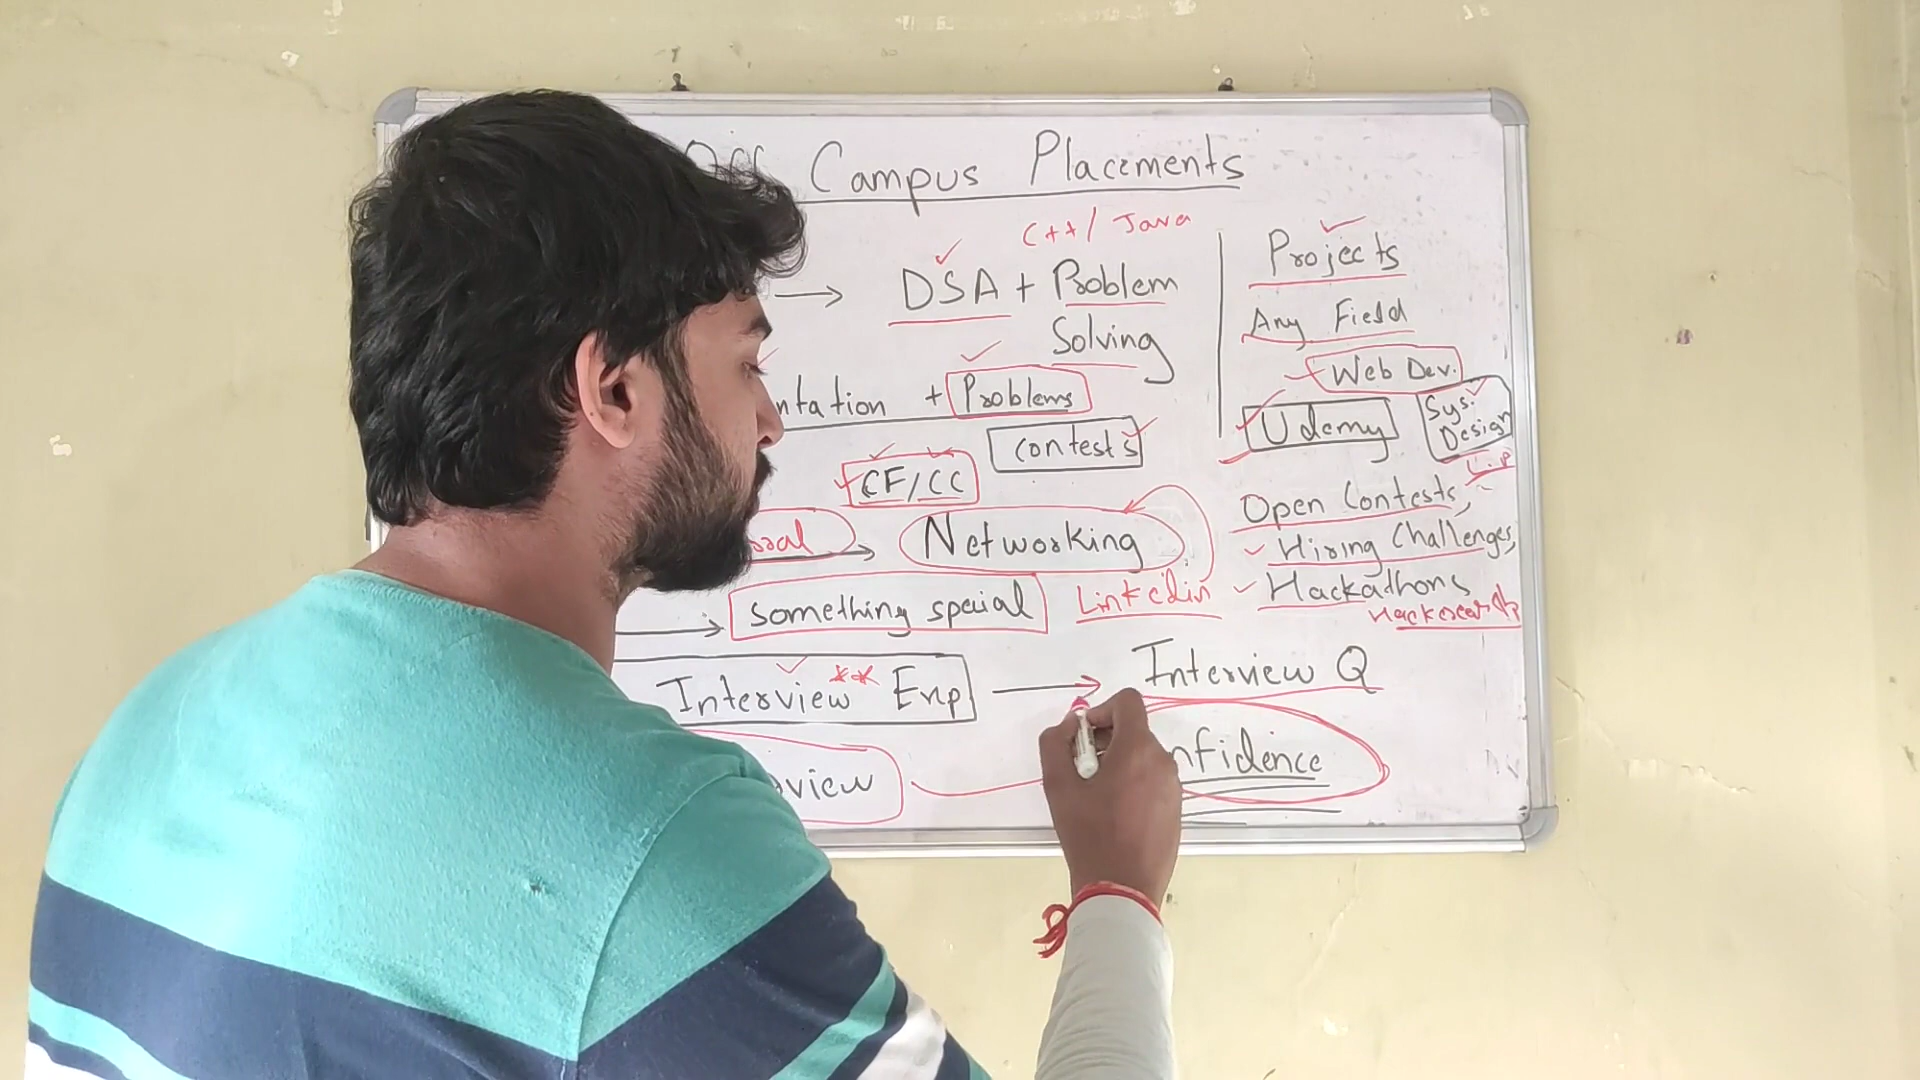 Off Campus Placements
C++/ Java
DSA + Problem
Solving
ntation + Problems
contests
CF/CC
Networking
something special
Linkedin
Interview ** Exp
Interview Q
view
nfidence
Projects
Any Field
Web Dev.
Udemy
Sys.
Design
Open Contests,
Hiring Challenges,
Hackathons